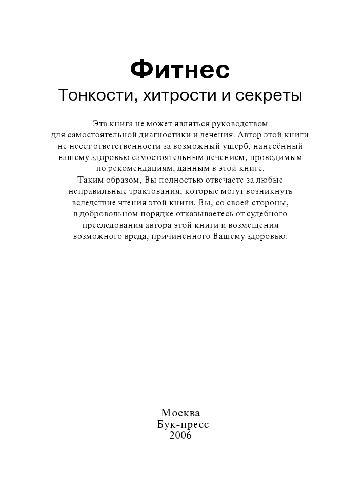 Фитнес
Тонкости, хитрости и секреты
Эта книга не может являться руководством
для самостоятельной диагностики и лечения. Автор этой книги
не несет ответственности за возможный ущерб, нанесённый
вашему здоровью самостоятельным лечением, проводимым
по рекомендациям, данным в этой книге.
Таким образом, Вы полностью отвечаете за любые
неправильные трактования, которые могут возникнуть
вследствие чтения этой книги. Вы, со своей стороны,
в добровольном порядке отказываетесь от судебного
преследования автора этой книги и возмещения
возможного вреда, причиненного Вашему здоровью.
Москва
Бук-пресс
2006